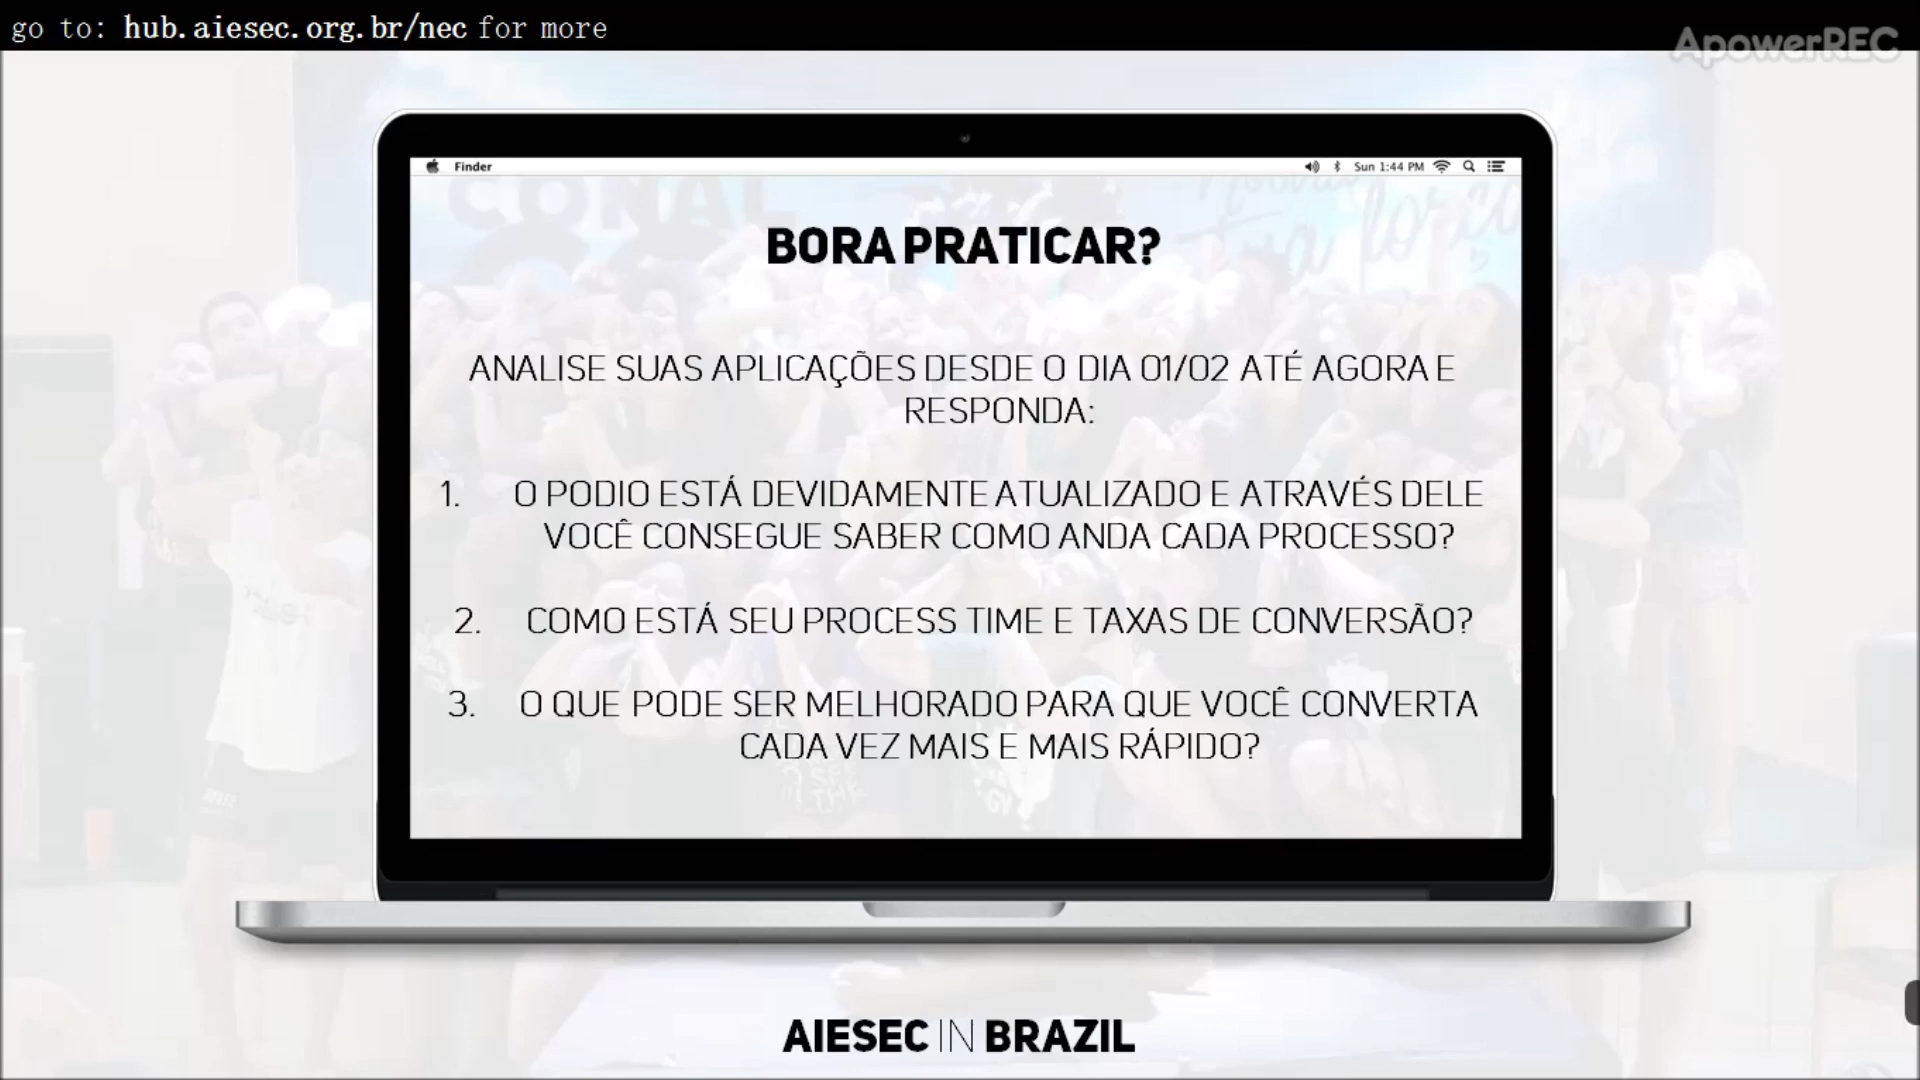 go to: hub.aiesec.org.br/nec for more
ApowerREC
Finder
Sun 1:44 PM
CONAL
BORA PRATICAR?
ANALISE SUAS APLICAÇÕES DESDE O DIA 01/02 ATÉ AGORA E
RESPONDA:
1. O PODIO ESTÁ DEVIDAMENTE ATUALIZADO E ATRAVÉS DELE
VOCÊ CONSEGUE SABER COMO ANDA CADA PROCESSO?
2. COMO ESTÁ SEU PROCESS TIME E TAXAS DE CONVERSÃO?
3. O QUE PODE SER MELHORADO PARA QUE VOCÊ CONVERTA
CADA VEZ MAIS E MAIS RÁPIDO?
AIESEC IN BRAZIL